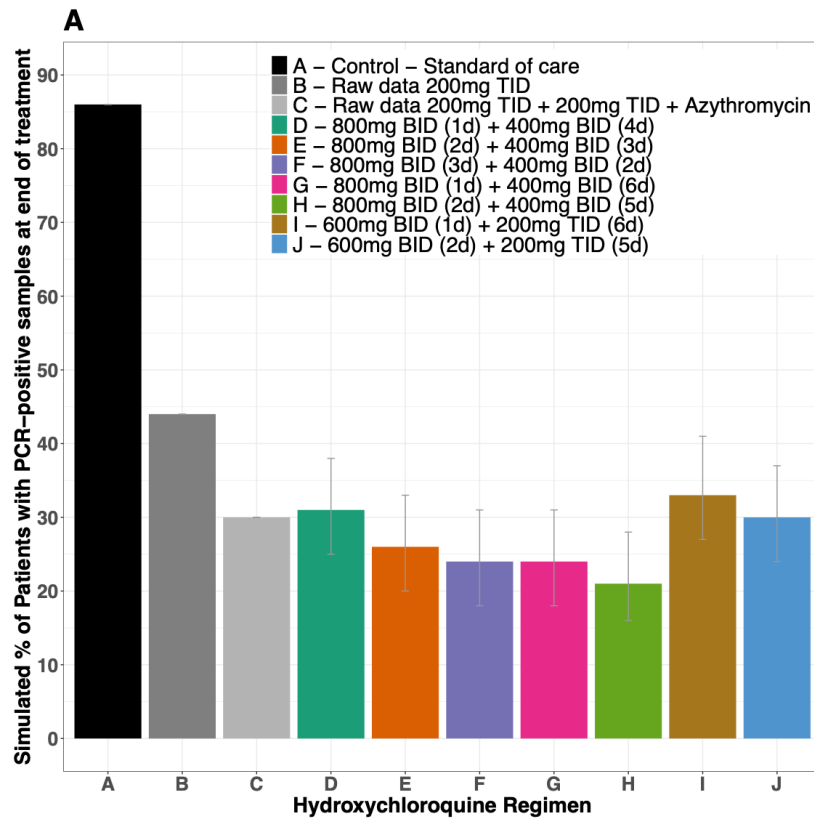 A
Simulated % of Patients with PCR−positive samples at end of treatment
90
80
70
60
50
40
30
20
10
0
A – Control – Standard of care
B – Raw data 200mg TID
C – Raw data 200mg TID + 200mg TID + Azythromycin
D – 800mg BID (1d) + 400mg BID (4d)
E – 800mg BID (2d) + 400mg BID (3d)
F – 800mg BID (3d) + 400mg BID (2d)
G – 800mg BID (1d) + 400mg BID (6d)
H – 800mg BID (2d) + 400mg BID (5d)
I – 600mg BID (1d) + 200mg TID (6d)
J – 600mg BID (2d) + 200mg TID (5d)
A B C D E F G H I J
Hydroxychloroquine Regimen